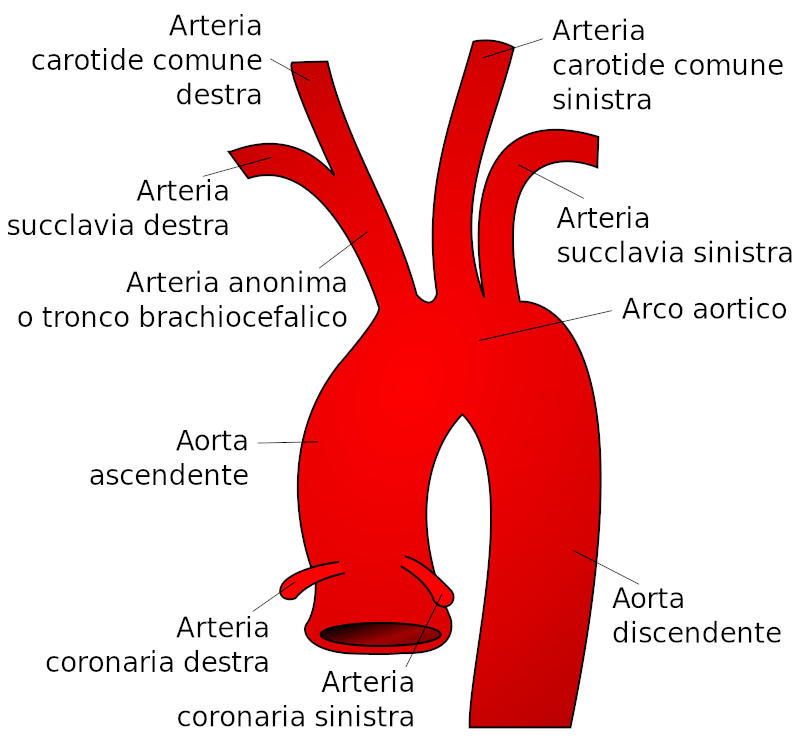 Arteria
carotide comune
destra
Arteria
carotide comune
sinistra
Arteria
succlavia destra
Arteria
succlavia sinistra
Arteria anonima
o tronco brachiocefalico
Arco aortico
Aorta
ascendente
Aorta
discendente
Arteria
coronaria destra
Arteria
coronaria sinistra